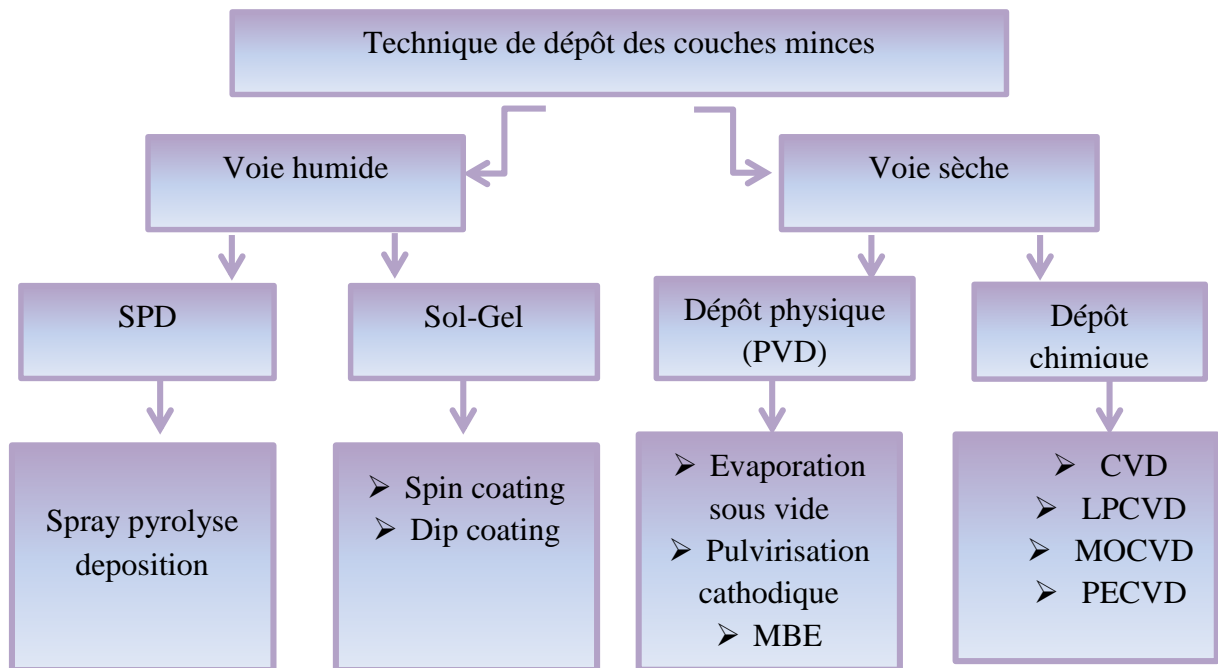 Technique de dépôt des couches minces
Voie humide
Voie sèche
SPD
Sol-Gel
Dépôt physique
(PVD)
Dépôt
chimique
Spray pyrolyse
deposition
➢ Spin coating
➢ Dip coating
➢ Evaporation
sous vide
➢ Pulvirisation
cathodique
➢ MBE
➢ CVD
➢ LPCVD
➢ MOCVD
➢ PECVD